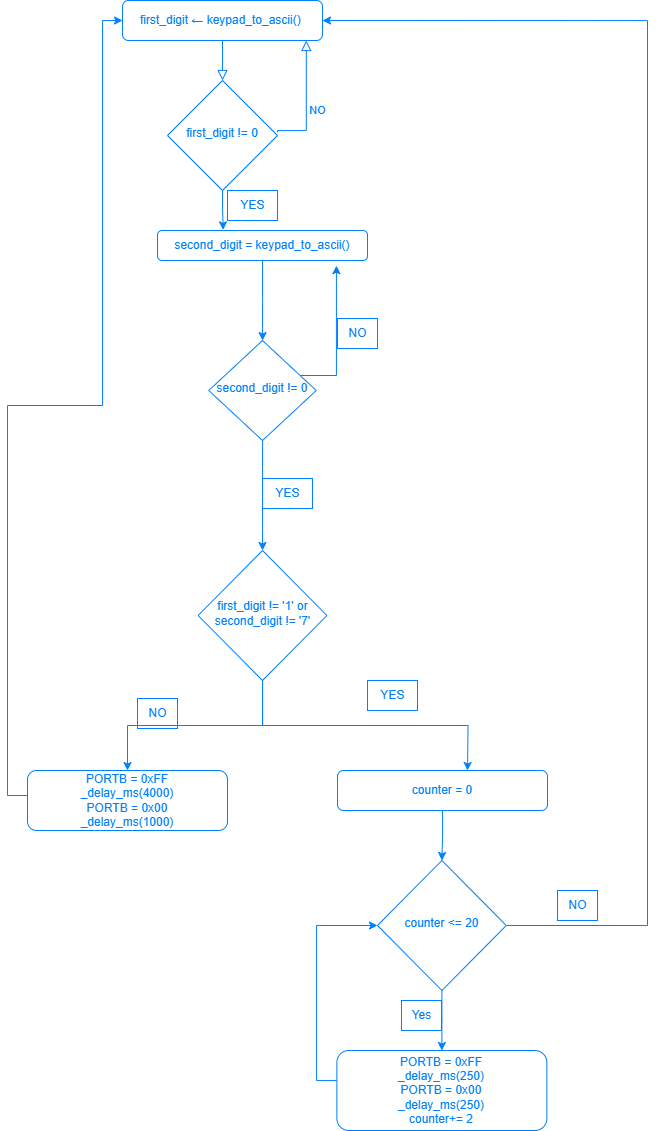 first_digit ← keypad_to_ascii()
NO
first_digit != 0
YES
second_digit = keypad_to_ascii()
NO
second_digit != 0
YES
first_digit != '1' or
second_digit != '7'
YES
NO
PORTB = 0xFF
_delay_ms(4000)
PORTB = 0x00
_delay_ms(1000)
counter = 0
NO
counter <= 20
Yes
PORTB = 0xFF
_delay_ms(250)
PORTB = 0x00
_delay_ms(250)
counter+= 2